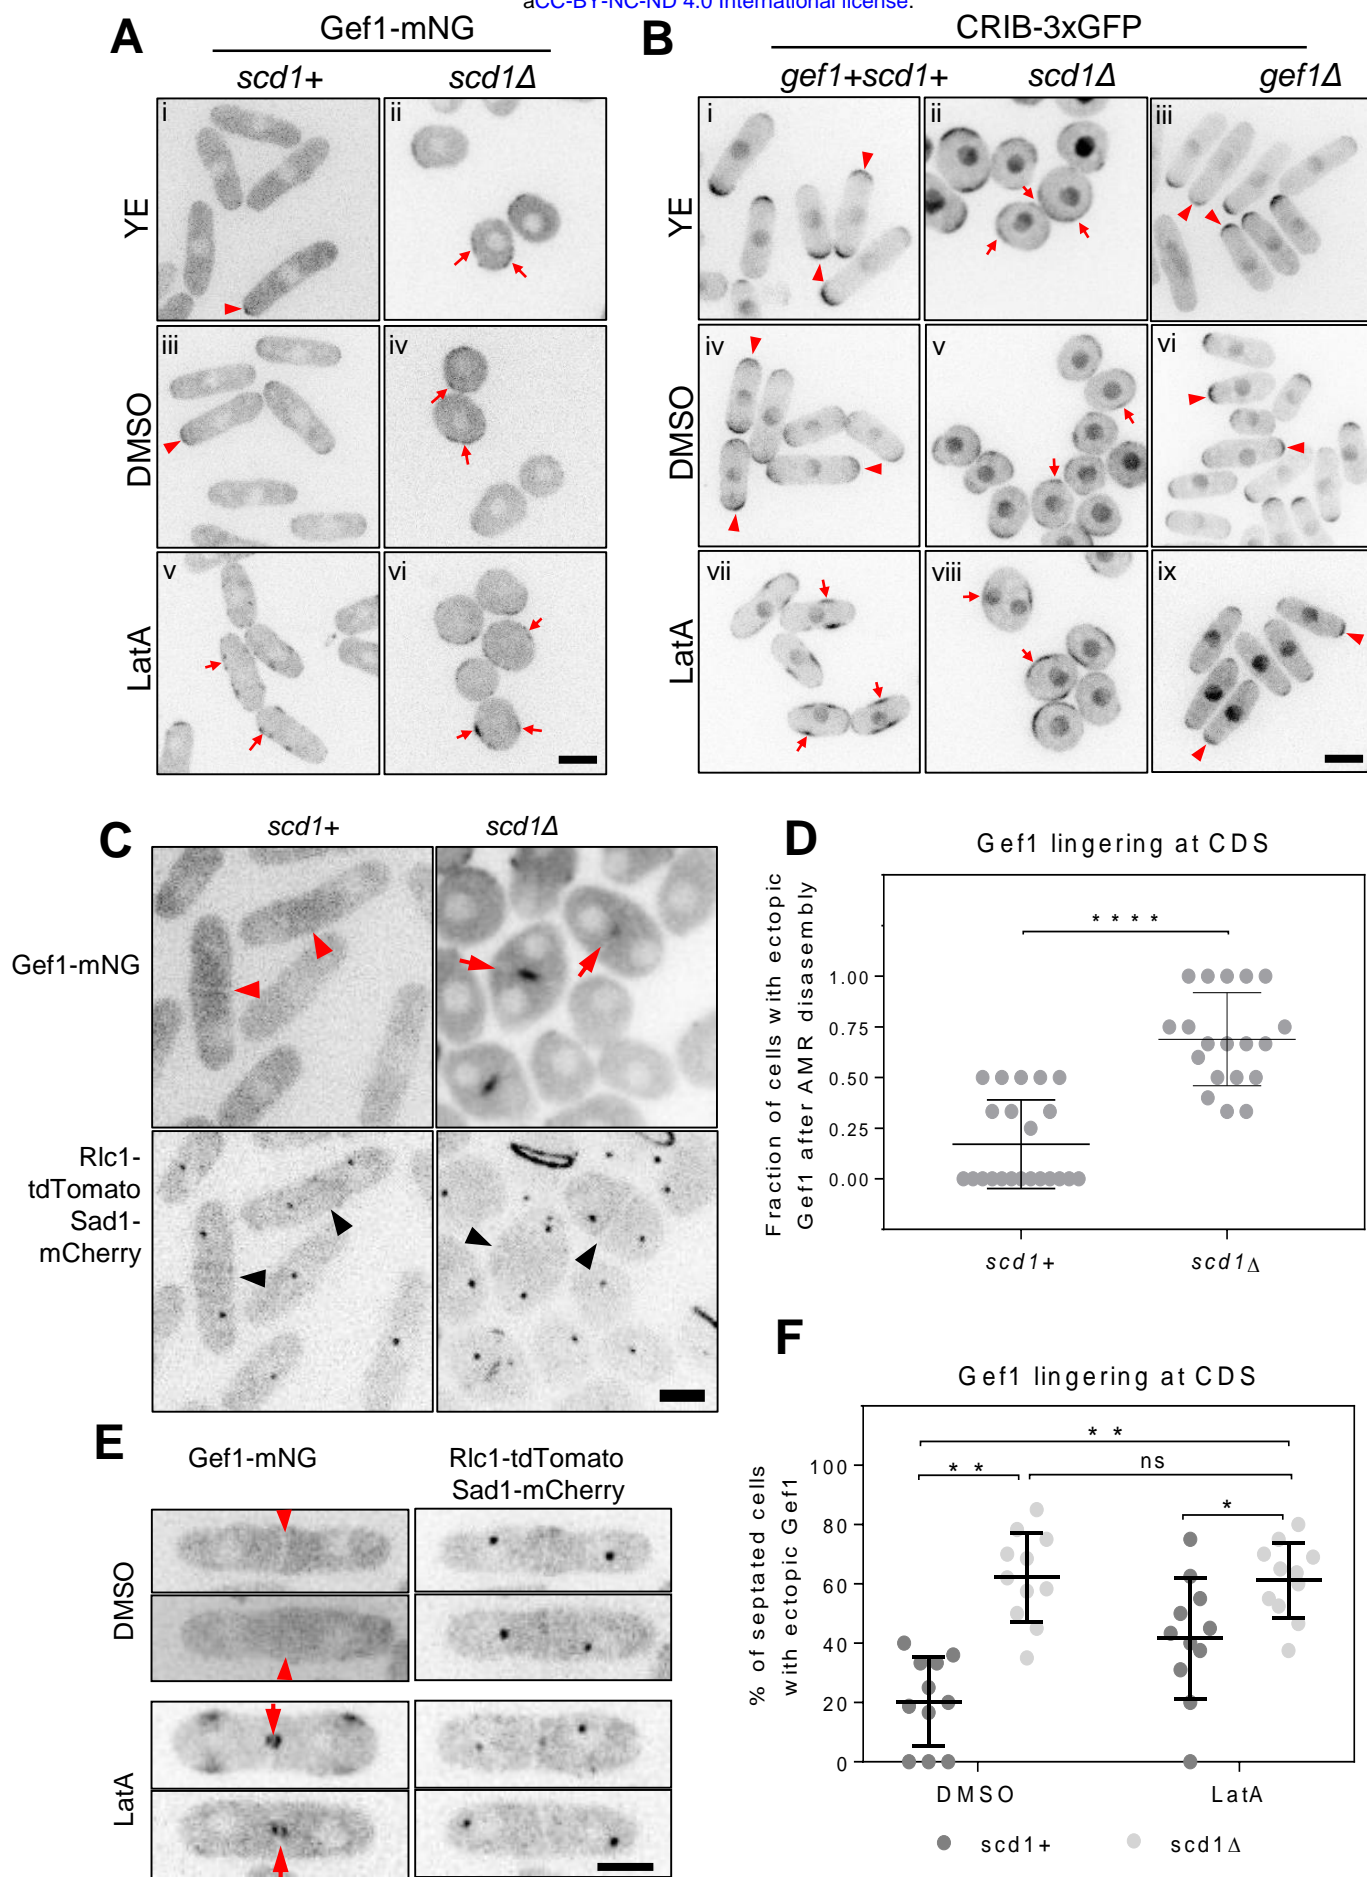 aCC-BY-NC-ND 4.0 International license.
A
Gef1-mNG
scd1+
scd1Δ
YE
DMSO
LatA
i
ii
iii
iv
v
vi
B
CRIB-3xGFP
gef1+scd1+
scd1Δ
gef1Δ
YE
DMSO
LatA
i
ii
iii
iv
v
vi
vii
viii
ix
C
scd1+
scd1Δ
Gef1-mNG
Rlc1-
tdTomato
Sad1-
mCherry
D
Gef1 lingering at CDS
Fraction of cells with ectopic
Gef1 after AMR disasembly
* * * *
1.00
0.75
0.50
0.25
0.00
scd1+
scd1Δ
E
Gef1-mNG
Rlc1-tdTomato
Sad1-mCherry
DMSO
LatA
F
Gef1 lingering at CDS
% of septated cells
with ectopic Gef1
* *
* *
ns
*
100
80
60
40
20
0
DMSO
LatA
scd1+
scd1Δ